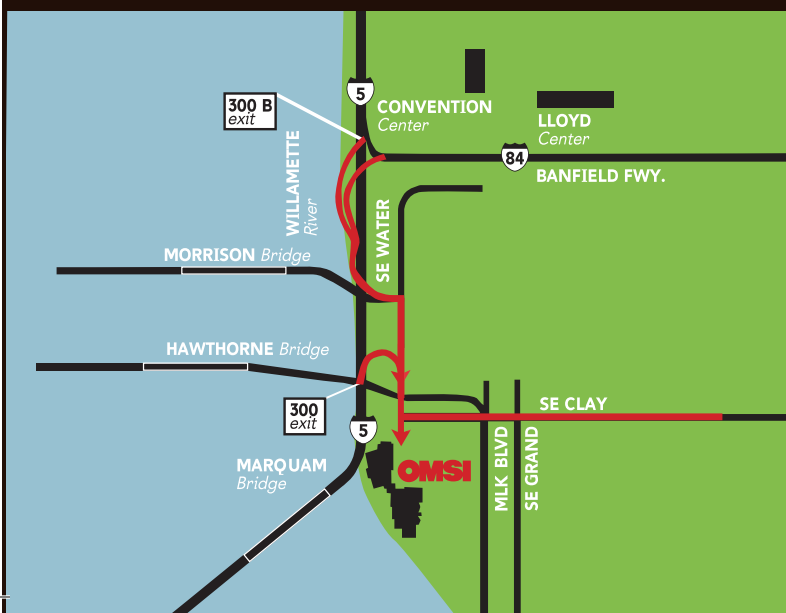 5
CONVENTION
Center
LLOYD
Center
300 B
exit
84
BANFIELD FWY.
WILLAMETTE
River
SE WATER
MORRISON Bridge
HAWTHORNE Bridge
300
exit
5
SE CLAY
MARQUAM
Bridge
OMSI
MLK BLVD
SE GRAND